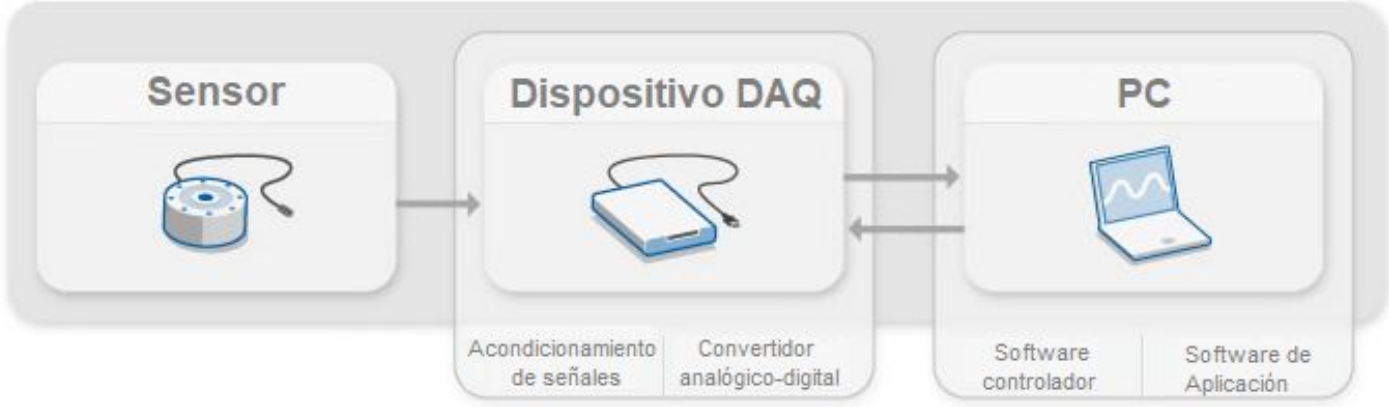 Sensor
Dispositivo DAQ
PC
Acondicionamiento
de señales
Convertidor
analógico-digital
Software
controlador
Software de
Aplicación